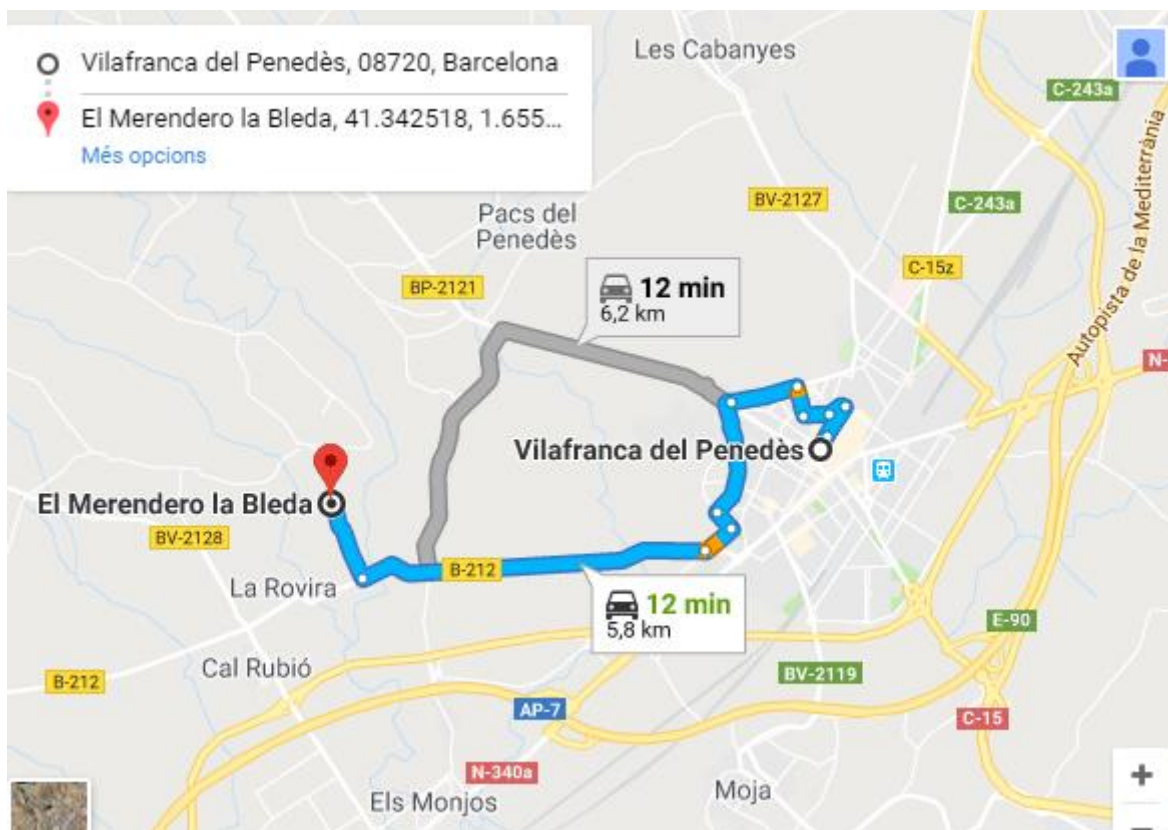 Vilafranca del Penedès, 08720, Barcelona
El Merendero la Bleda, 41.342518, 1.655...
Més opcions
Les Cabanyes
C-243a
Autopista de la Mediterrània
BV-2127
C-243a
Pacs del
Penedès
C-15z
BP-2121
12 min
6,2 km
N-
Vilafranca del Penedès
El Merendero la Bleda
BV-2128
B-212
La Rovira
12 min
5,8 km
E-90
Cal Rubió
B-212
BV-2119
AP-7
C-15
N-340a
Els Monjos
Moja
+